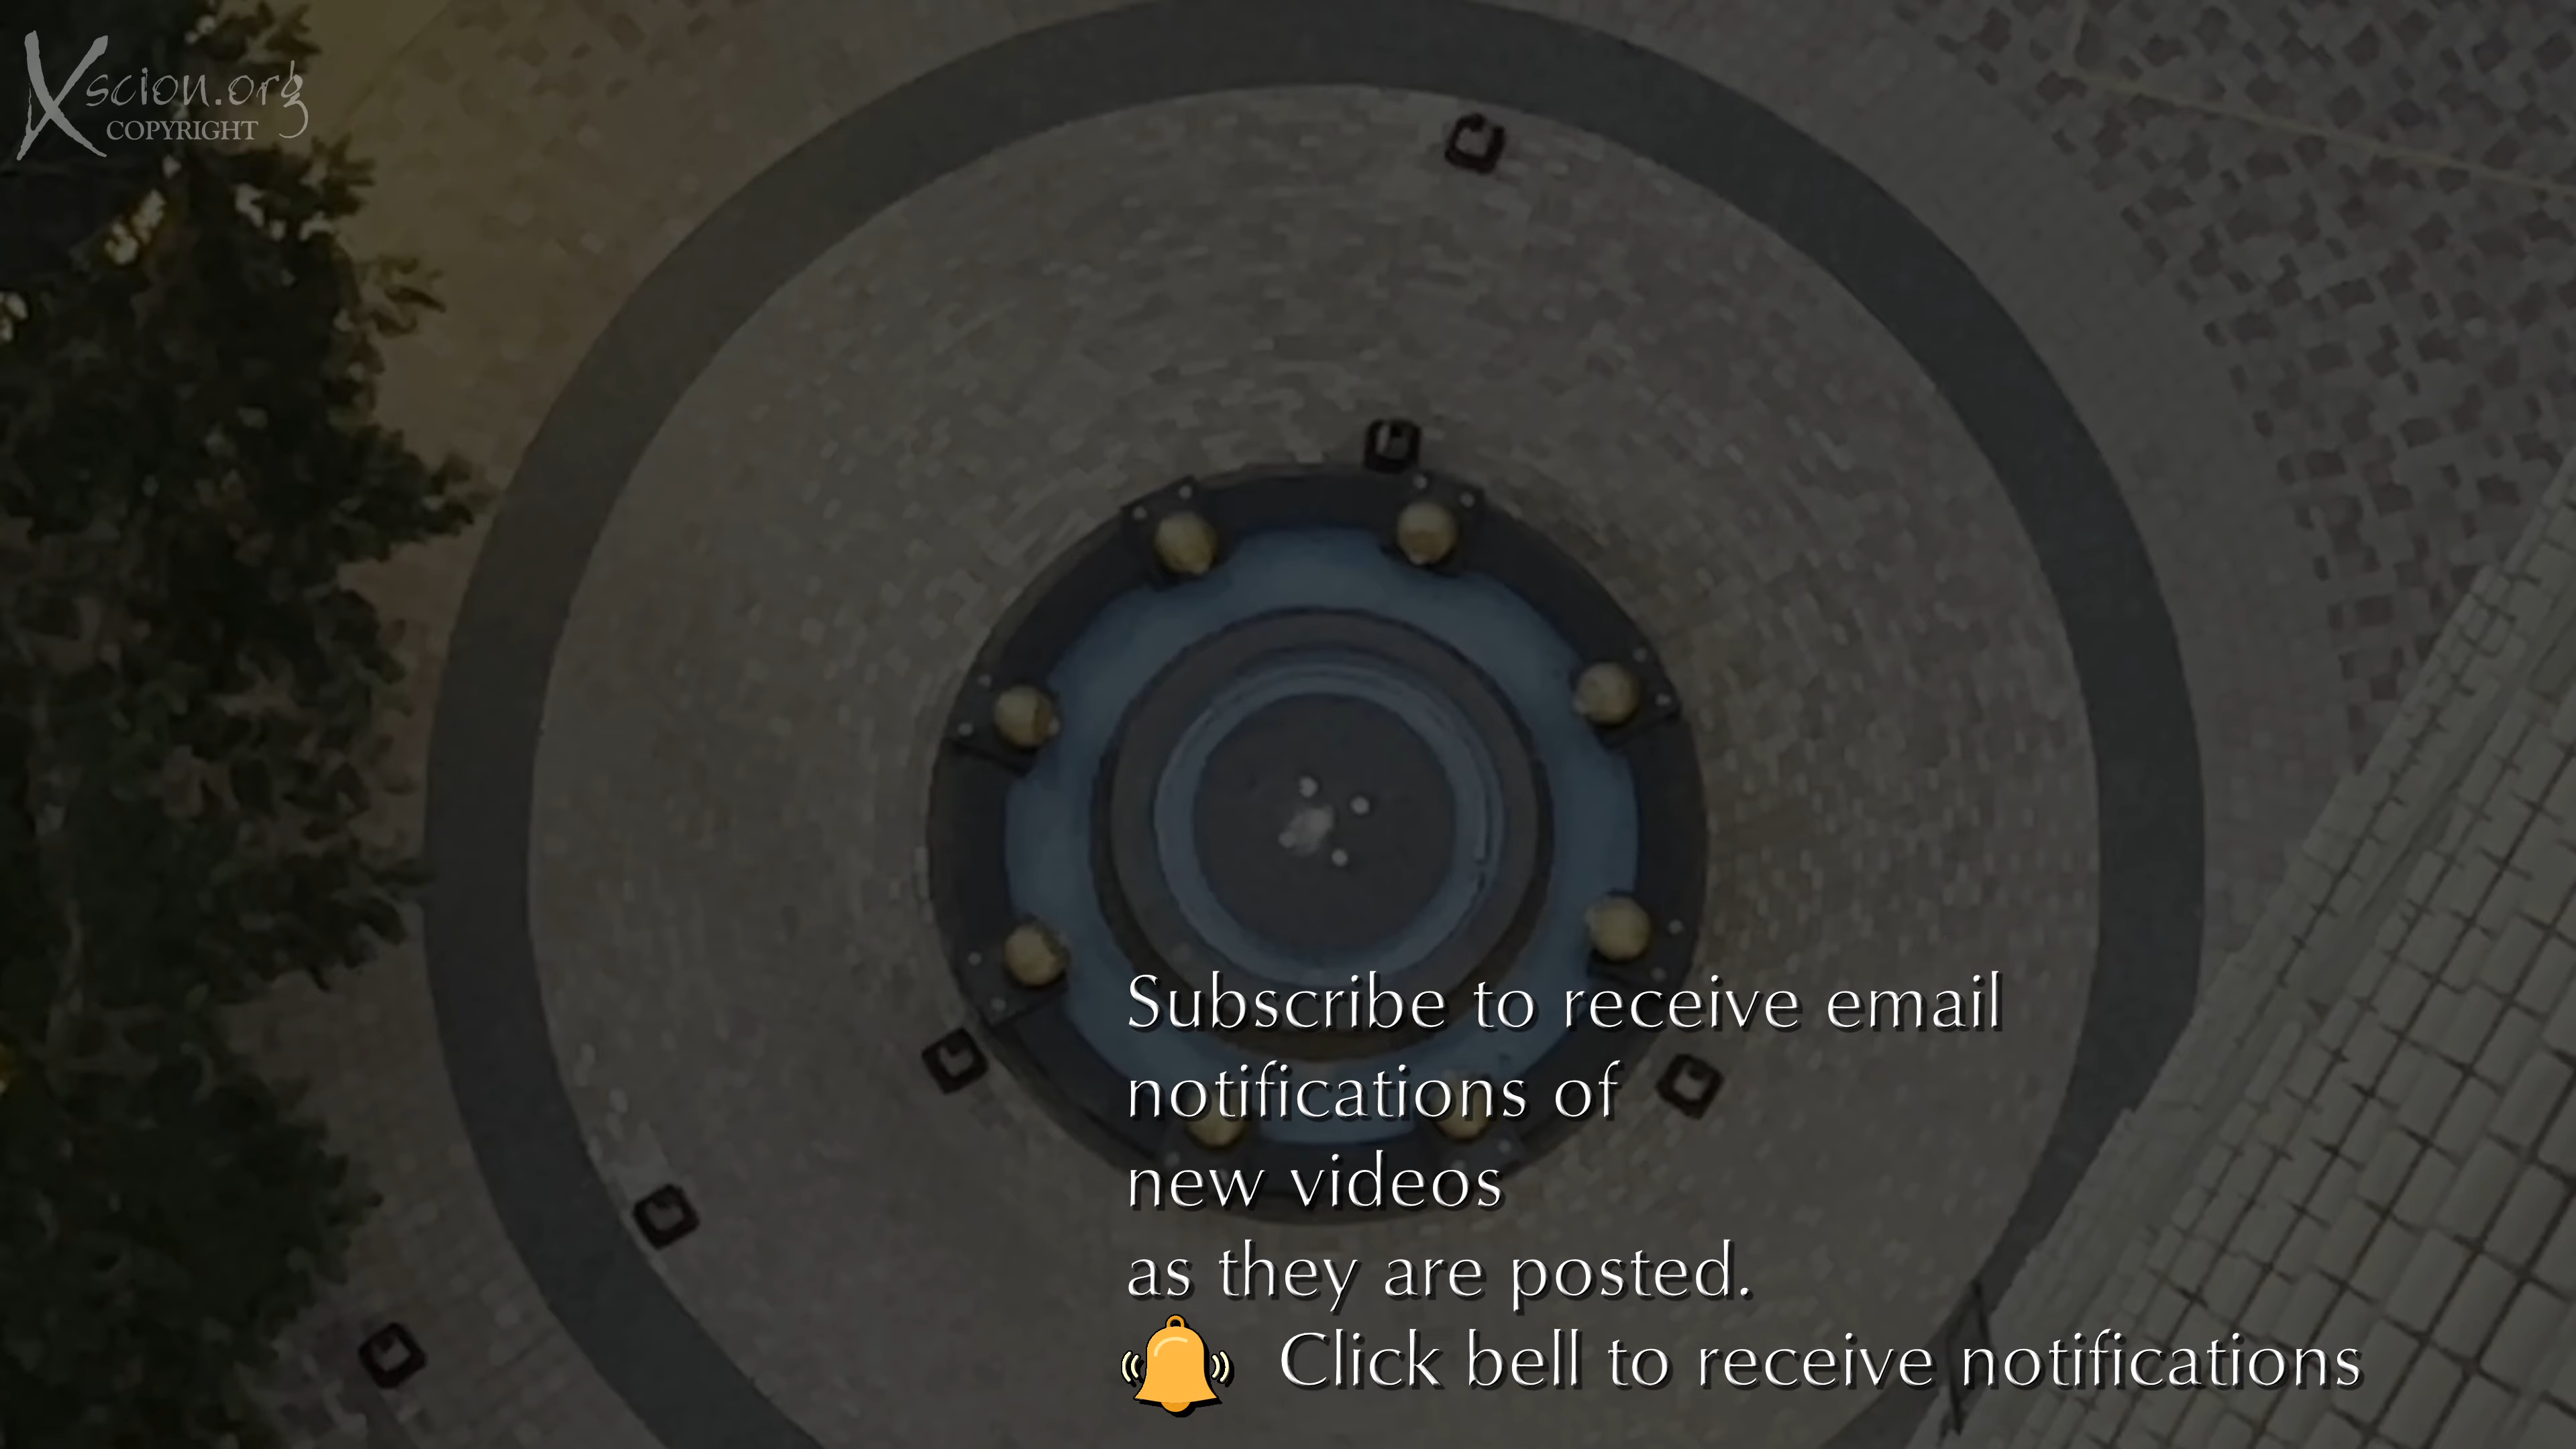 Xscion.org
COPYRIGHT
Subscribe to receive email
notifications of
new videos
as they are posted.
Click bell to receive notifications